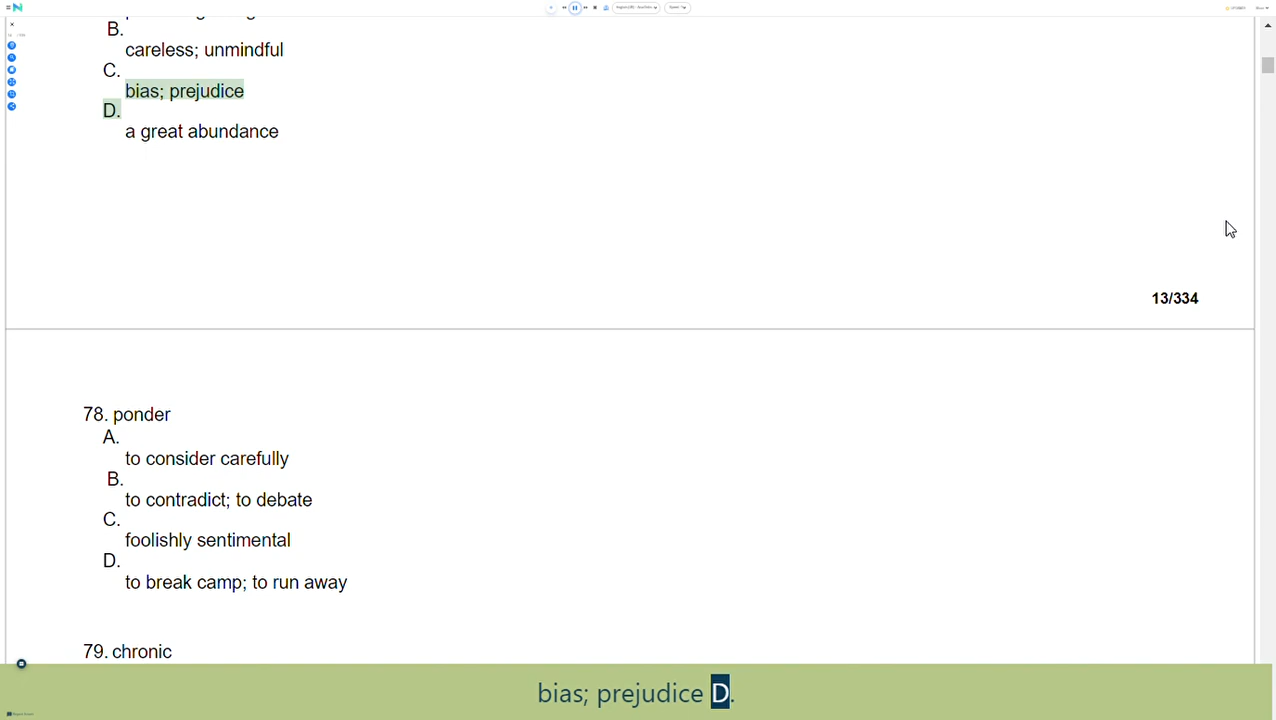 B.
careless; unmindful
C.
bias; prejudice
D.
a great abundance
13/334
78. ponder
A.
to consider carefully
B.
to contradict; to debate
C.
foolishly sentimental
D.
to break camp; to run away
79. chronic
bias; prejudice D.